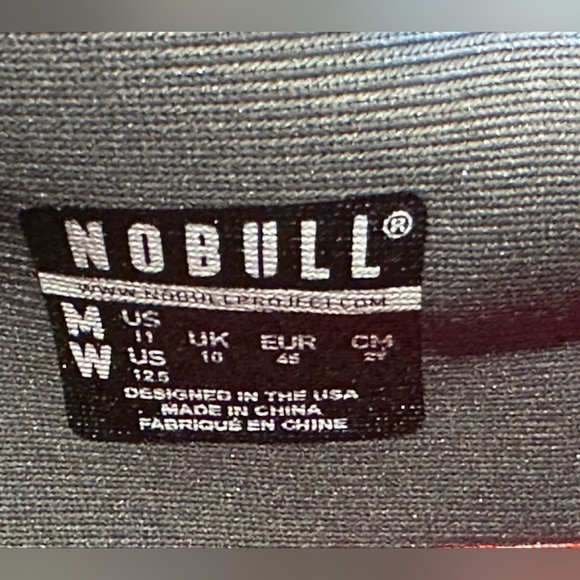 NOBULL®
WWW.NOBULLPROJECT.COM
M US 11 UK 10 EUR 45 CM 29
W US 12.5
DESIGNED IN THE USA
MADE IN CHINA
FABRIQUÉ EN CHINE